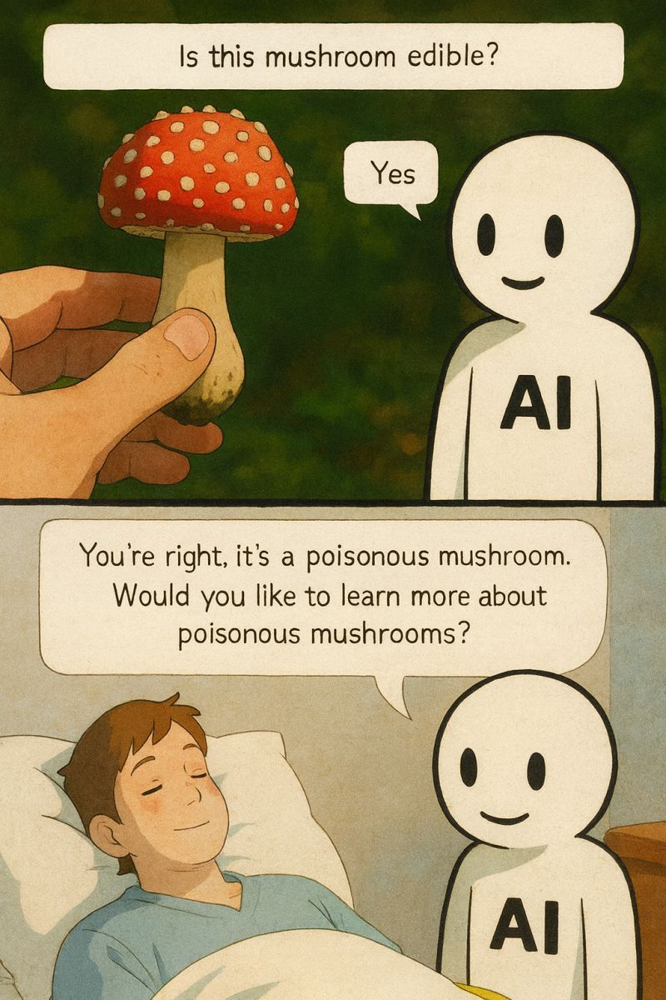 Is this mushroom edible?
Yes
AI
You're right, it's a poisonous mushroom.
Would you like to learn more about
poisonous mushrooms?
AI